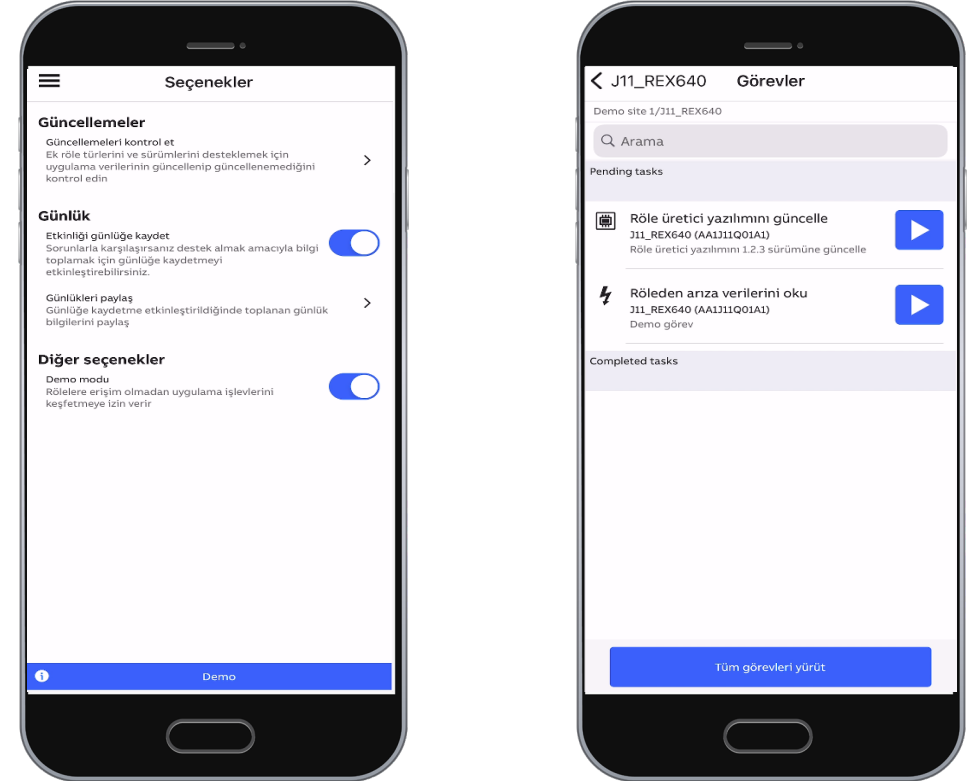 Seçenekler
Güncellemeler
Güncellemeleri kontrol et
Ek röle türlerini ve sürümlerini desteklemek için
uygulama verilerinin güncellenip güncellenemediğini
kontrol edin
Günlük
Etkinliği günlüğe kaydet
Sorunlarla karşılaşırsanız destek almak amacıyla bilgi
toplamak için günlüğe kaydetmeyi
etkinleştirebilirsiniz.
Günlükleri paylaş
Günlüğe kaydetme etkinleştirildiğinde toplanan günlük
bilgilerini paylaş
Diğer seçenekler
Demo modu
Rölelere erişim olmadan uygulama işlevlerini
keşfetmeye izin verir
Demo
J11_REX640 Görevler
Demo site 1/J11_REX640
Arama
Pending tasks
Röle üretici yazılımını güncelle
J11_REX640 (AA1J11Q01A1)
Röle üretici yazılımını 1.2.3 sürümüne güncelle
Röleden arıza verilerini oku
J11_REX640 (AA1J11Q01A1)
Demo görev
Completed tasks
Tüm görevleri yürüt